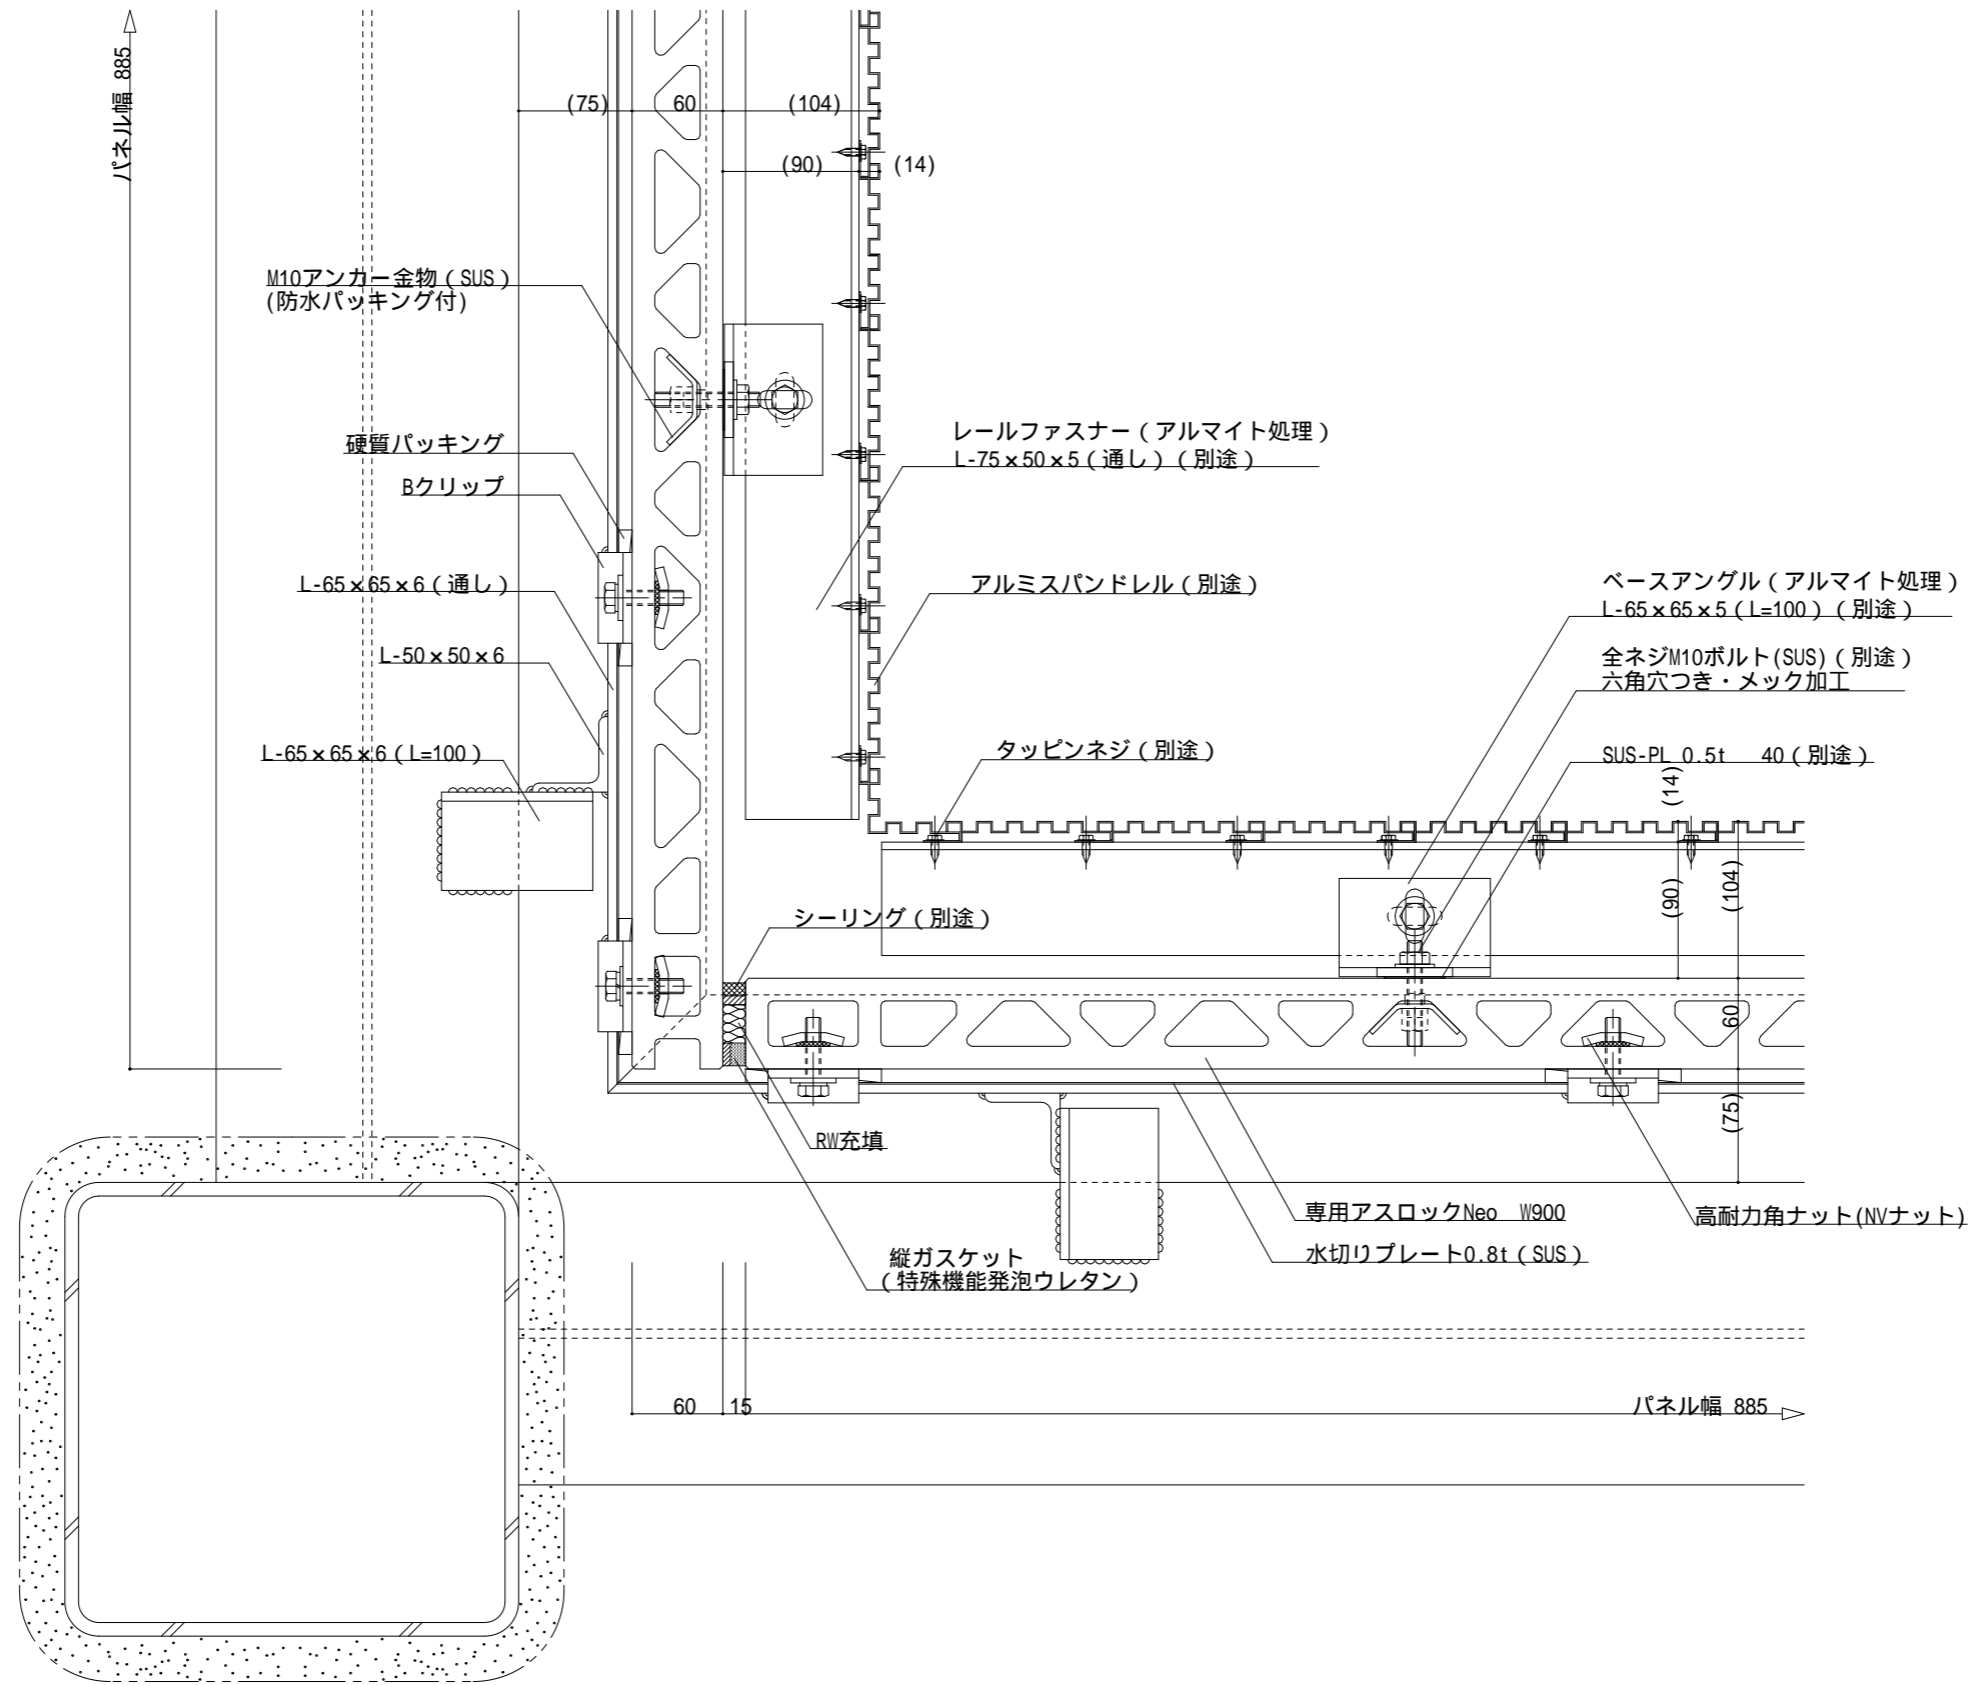 パネル幅 885
(75)
60
(104)
(90)
(14)
M10アンカー金物（SUS）
(防水パッキング付)
硬質パッキング
Bクリップ
レールファスナー（アルマイト処理）
L-75×50×5（通し）（別途）
L-65×65×6（通し）
アルミスパンドレル（別途）
ベースアングル（アルマイト処理）
L-65×65×5（L=100）（別途）
L-50×50×6
全ネジM10ボルト(SUS)（別途）
六角穴つき・メック加工
L-65×65×6（L=100）
タッピンネジ（別途）
SUS-PL 0.5t　40（別途）
(14)
(90)
(104)
シーリング（別途）
60
(75)
RW充填
専用アスロックNeo　W900
高耐力角ナット(NVナット)
縦ガスケット
（特殊機能発泡ウレタン）
水切りプレート0.8t（SUS）
60
15
パネル幅 885